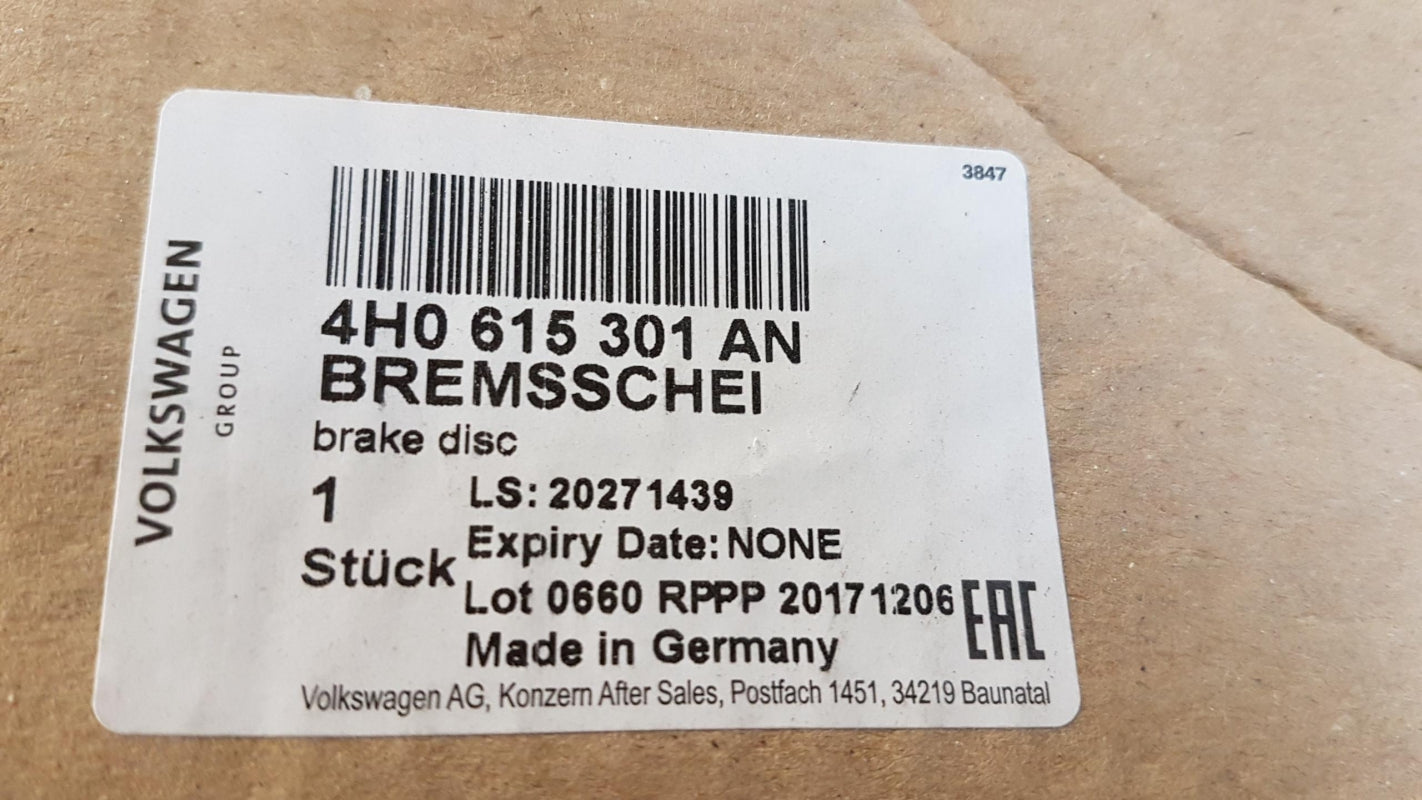 3847
VOLKSWAGEN
GROUP
4H0 615 301 AN
BREMSSCHEI
brake disc
1
Stück
LS: 20271439
Expiry Date: NONE
Lot 0660 RPPP 20171206
Made in Germany
EAC
Volkswagen AG, Konzern After Sales, Postfach 1451, 34219 Baunatal